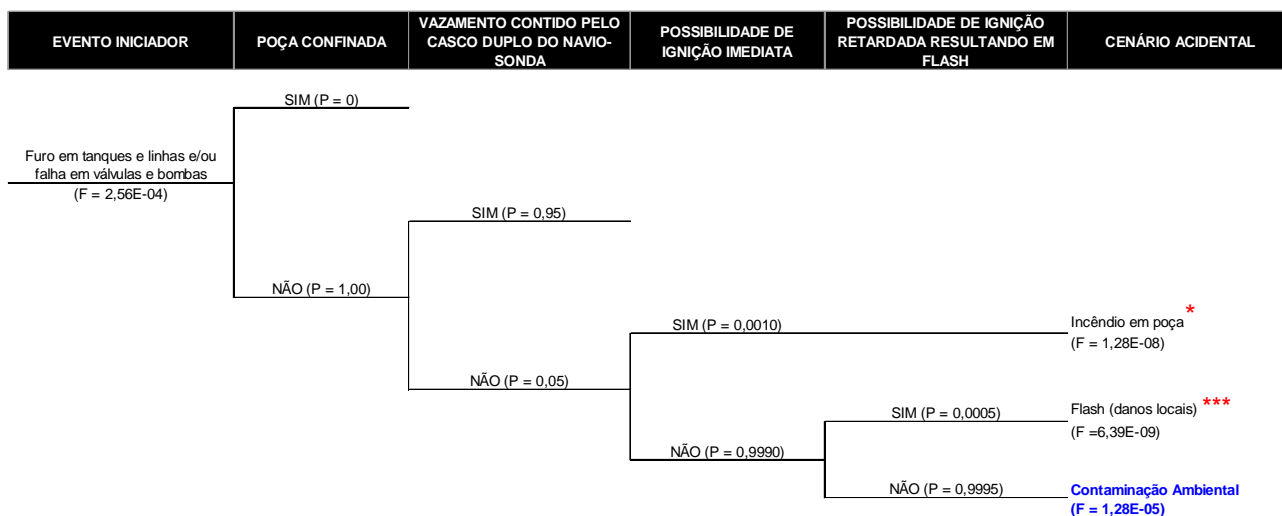 EVENTO INICIADOR
POÇA CONFINADA
VAZAMENTO CONTIDO PELO
CASCO DUPLO DO NAVIO-
SONDA
POSSIBILIDADE DE
IGNIÇÃO IMEDIATA
POSSIBILIDADE DE IGNIÇÃO
RETARDADA RESULTANDO EM
FLASH
CENÁRIO ACIDENTAL
SIM (P = 0)
Furo em tanques e linhas e/ou
falha em válvulas e bombas
(F = 2,56E-04)
SIM (P = 0,95)
NÃO (P = 1,00)
SIM (P = 0,0010)
Incêndio em poça *
(F = 1,28E-08)
NÃO (P = 0,05)
SIM (P = 0,0005)
Flash (danos locais) ***
(F =6,39E-09)
NÃO (P = 0,9990)
NÃO (P = 0,9995)
Contaminação Ambiental
(F = 1,28E-05)